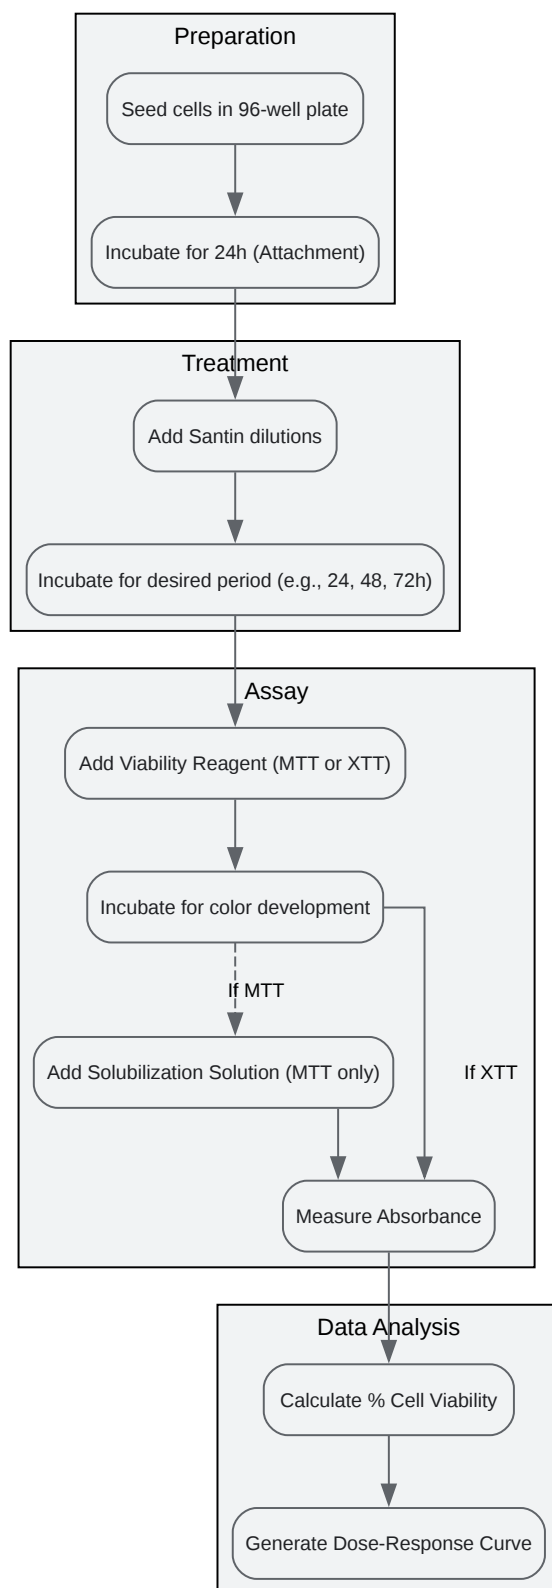 Preparation
Seed cells in 96-well plate
Incubate for 24h (Attachment)
Treatment
Add Santin dilutions
Incubate for desired period (e.g., 24, 48, 72h)
Assay
Add Viability Reagent (MTT or XTT)
Incubate for color development
If MTT
Add Solubilization Solution (MTT only)
If XTT
Measure Absorbance
Data Analysis
Calculate % Cell Viability
Generate Dose-Response Curve